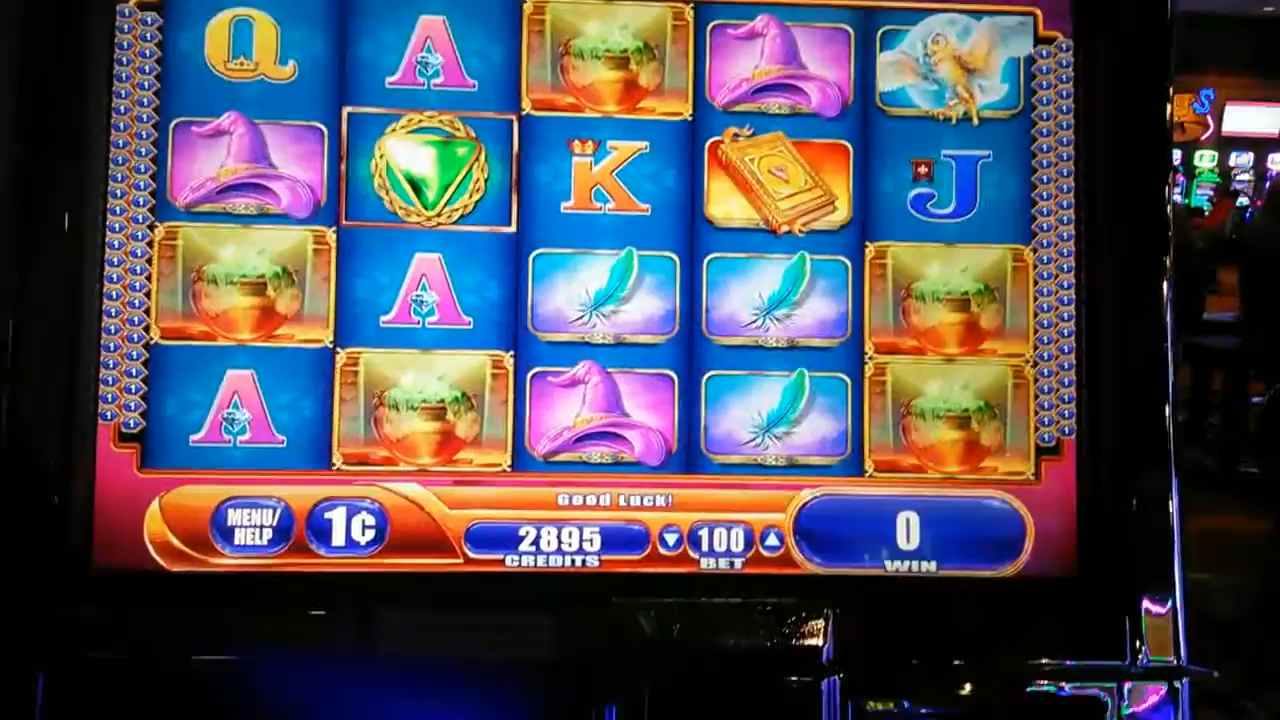 Q A
K J
A
A
Good Luck!
MENU/
HELP
1¢
2895
CREDITS
100
BET
0
WIN